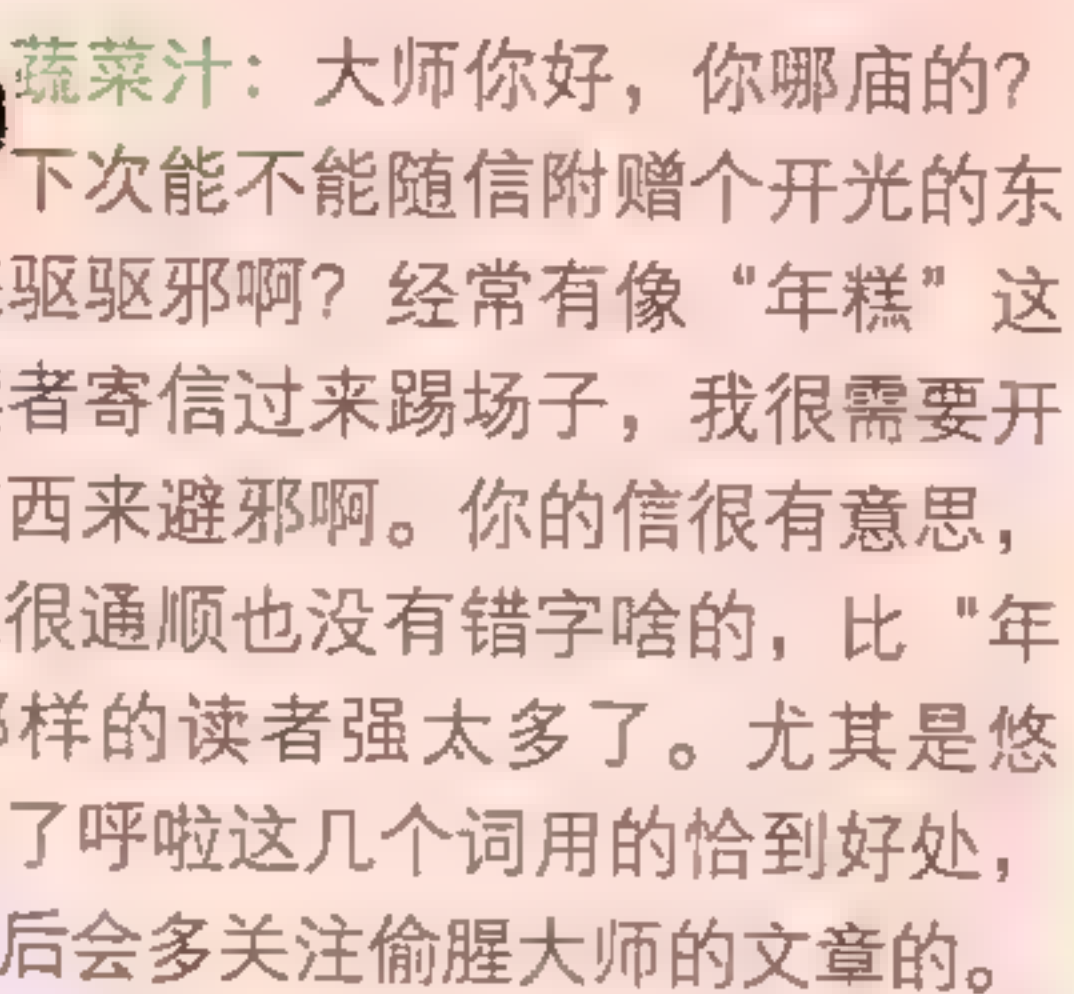 蔬菜汁：大师你好，你哪庙的？
下次能不能随信附赠个开光的东
驱驱邪啊？经常有像“年糕”这
者寄信过来踢场子，我很需要开
西来避邪啊。你的信很有意思，
很通顺也没有错字啥的，比"年
样的读者强太多了。尤其是悠
了呼啦这几个词用的恰到好处，
后会多关注偷腥大师的文章的。